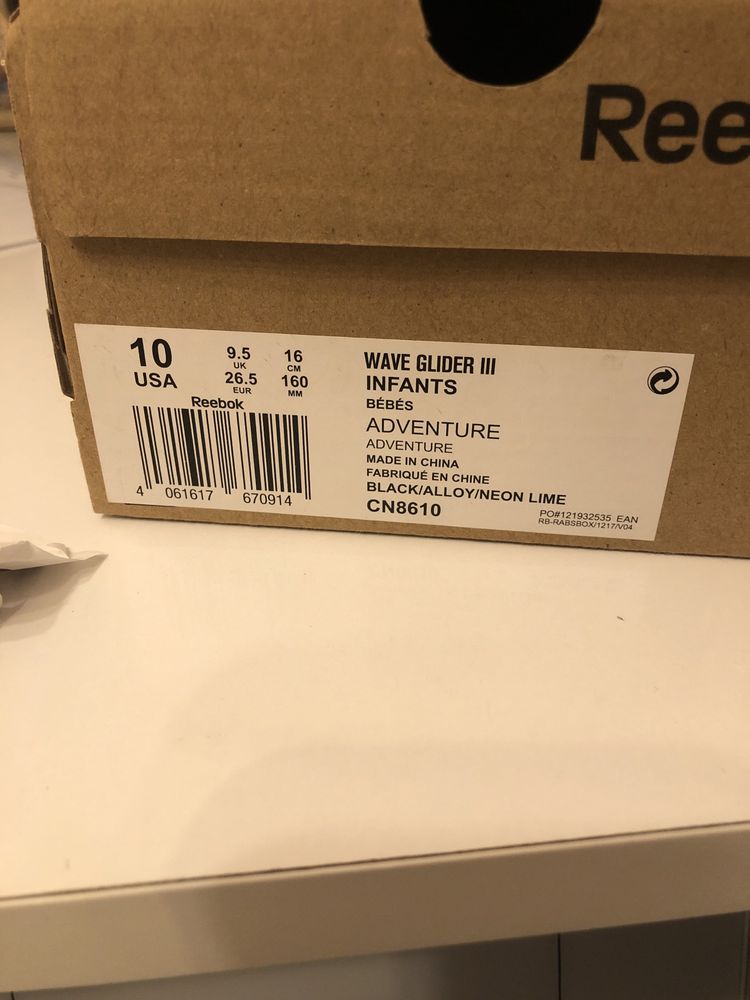 Ree
10
USA
9.5
UK
26.5
EUR
16
CM
160
MM
Reebok
4 061617 670914
WAVE GLIDER III
INFANTS
BÉBÉS
ADVENTURE
ADVENTURE
MADE IN CHINA
FABRIQUÉ EN CHINE
BLACK/ALLOY/NEON LIME
CN8610
PO#121932535 EAN
RB-RABSBOX/1217/V04